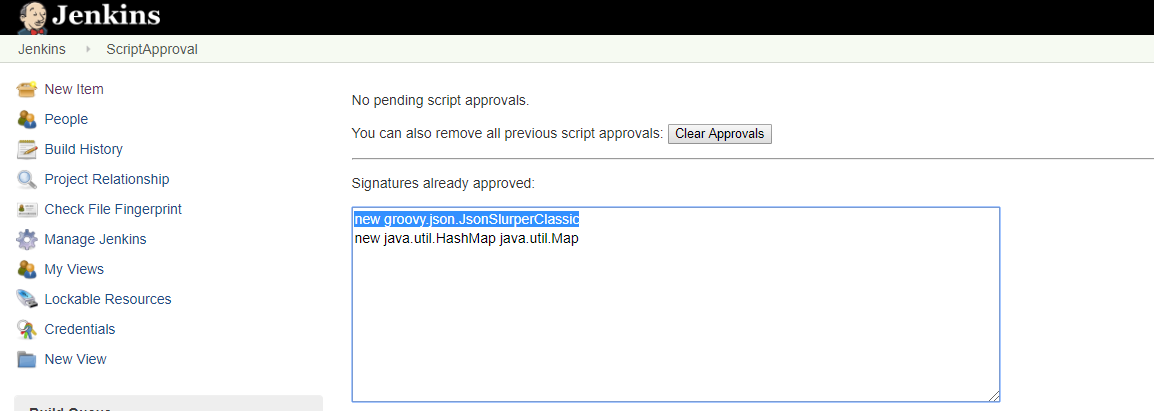 Jenkins
Jenkins ScriptApproval
New Item
People
Build History
Project Relationship
Check File Fingerprint
Manage Jenkins
My Views
Lockable Resources
Credentials
New View
No pending script approvals.
You can also remove all previous script approvals: Clear Approvals
Signatures already approved:
new groovy.json.JsonSlurperClassic
new java.util.HashMap java.util.Map
Build Queue